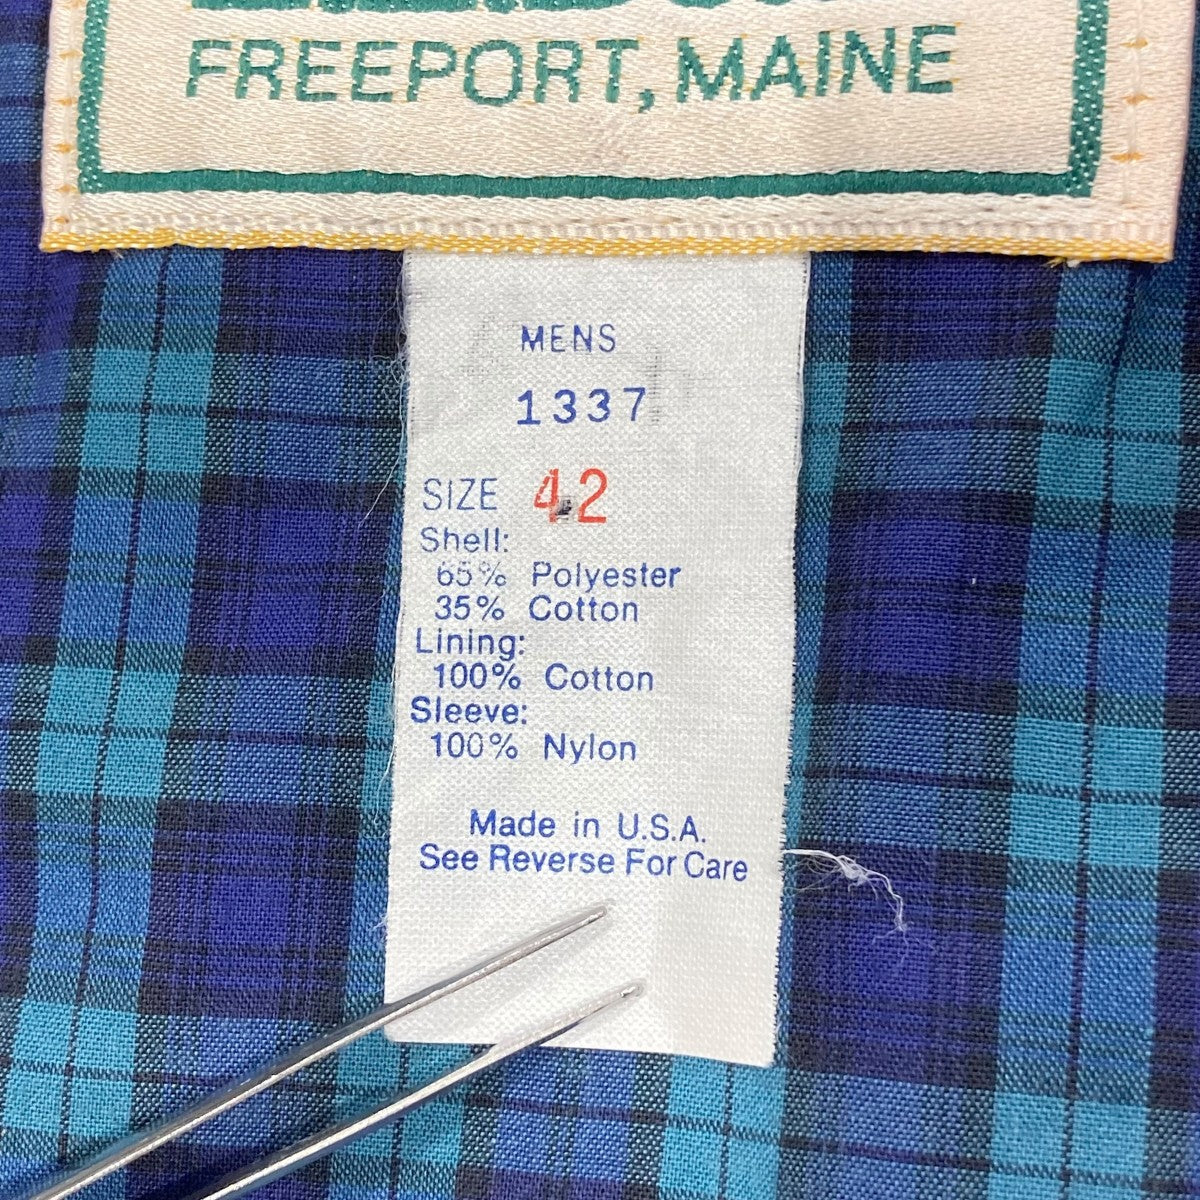 FREEPORT, MAINE
MENS
1337
SIZE 42
Shell:
65% Polyester
35% Cotton
Lining:
100% Cotton
Sleeve:
100% Nylon
Made in U.S.A.
See Reverse For Care